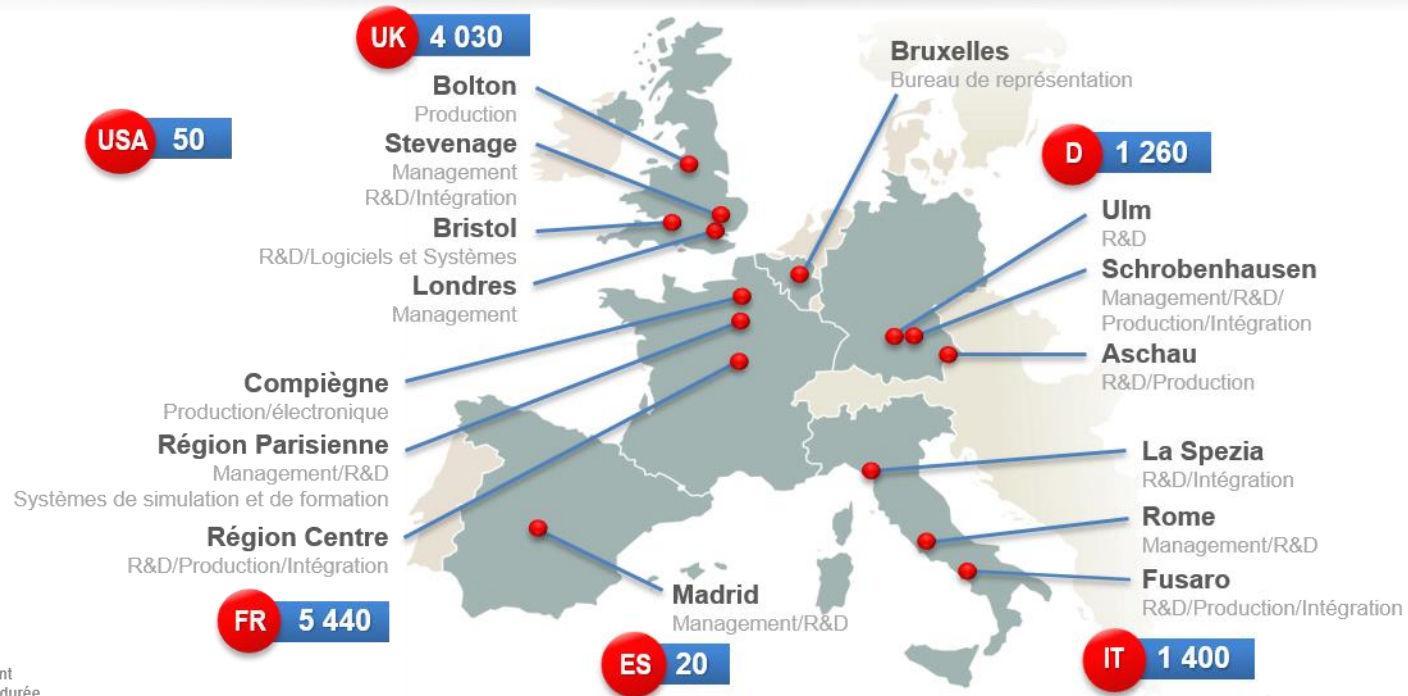 UK 4 030
Bolton
Production
Stevenage
Management
R&D/Intégration
Bristol
R&D/Logiciels et Systèmes
Londres
Management
USA 50
Bruxelles
Bureau de représentation
D 1 260
Ulm
R&D
Schrobenhausen
Management/R&D/
Production/Intégration
Aschau
R&D/Production
Compiègne
Production/électronique
Région Parisienne
Management/R&D
Systèmes de simulation et de formation
Région Centre
R&D/Production/Intégration
FR 5 440
Madrid
Management/R&D
ES 20
La Spezia
R&D/Intégration
Rome
Management/R&D
Fusaro
R&D/Production/Intégration
IT 1 400
nt
durée